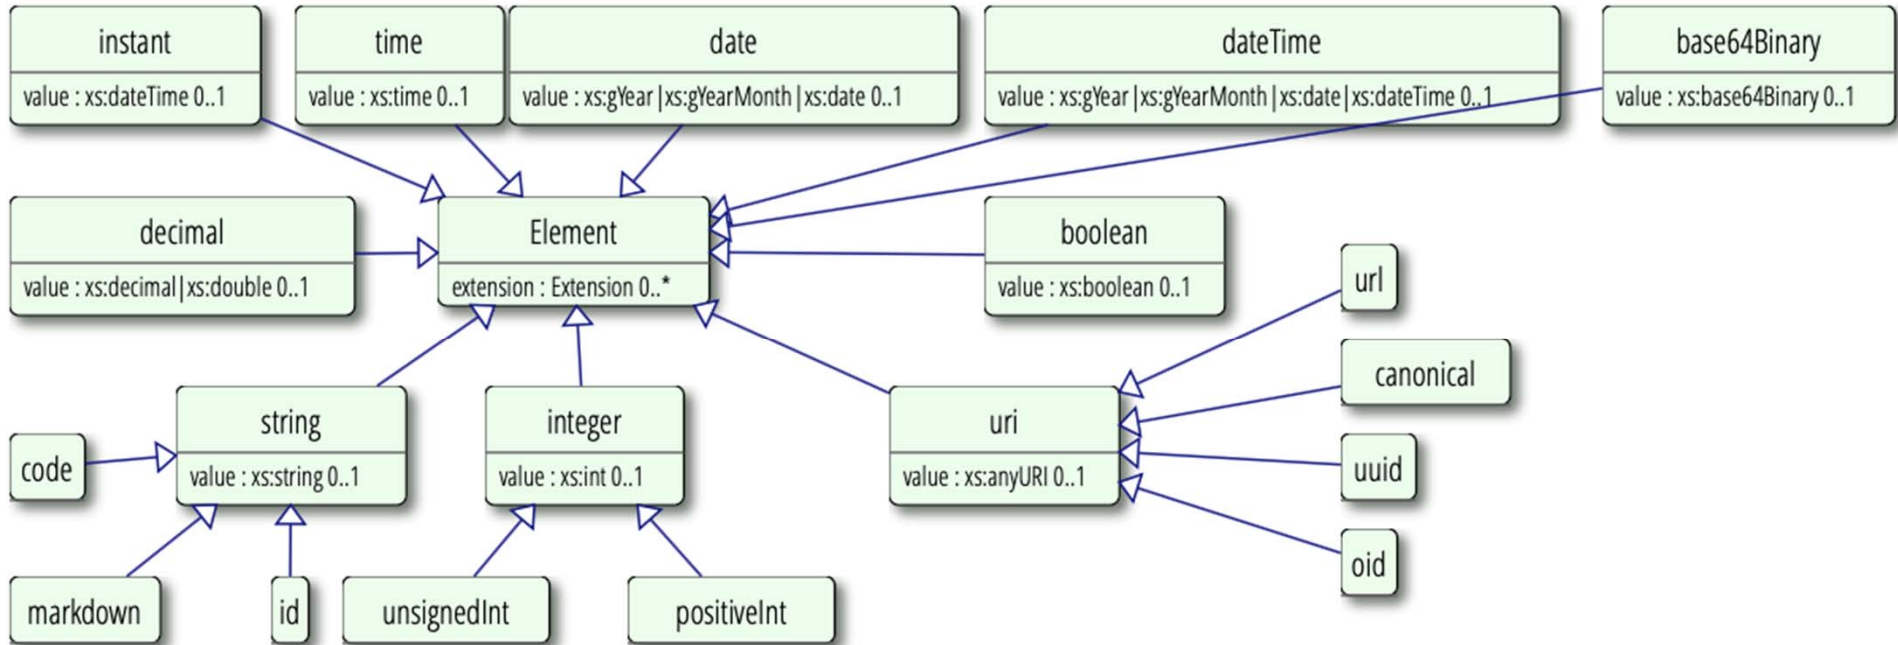 instant
value : xs:dateTime 0..1
time
value : xs:time 0..1
date
value : xs:gYear|xs:gYearMonth|xs:date 0..1
dateTime
value : xs:gYear|xs:gYearMonth|xs:date|xs:dateTime 0..1
base64Binary
value : xs:base64Binary 0..1
decimal
value : xs:decimal|xs:double 0..1
Element
extension : Extension 0..*
boolean
value : xs:boolean 0..1
url
canonical
string
value : xs:string 0..1
integer
value : xs:int 0..1
uri
value : xs:anyURI 0..1
code
uuid
oid
markdown
id
unsignedInt
positiveInt